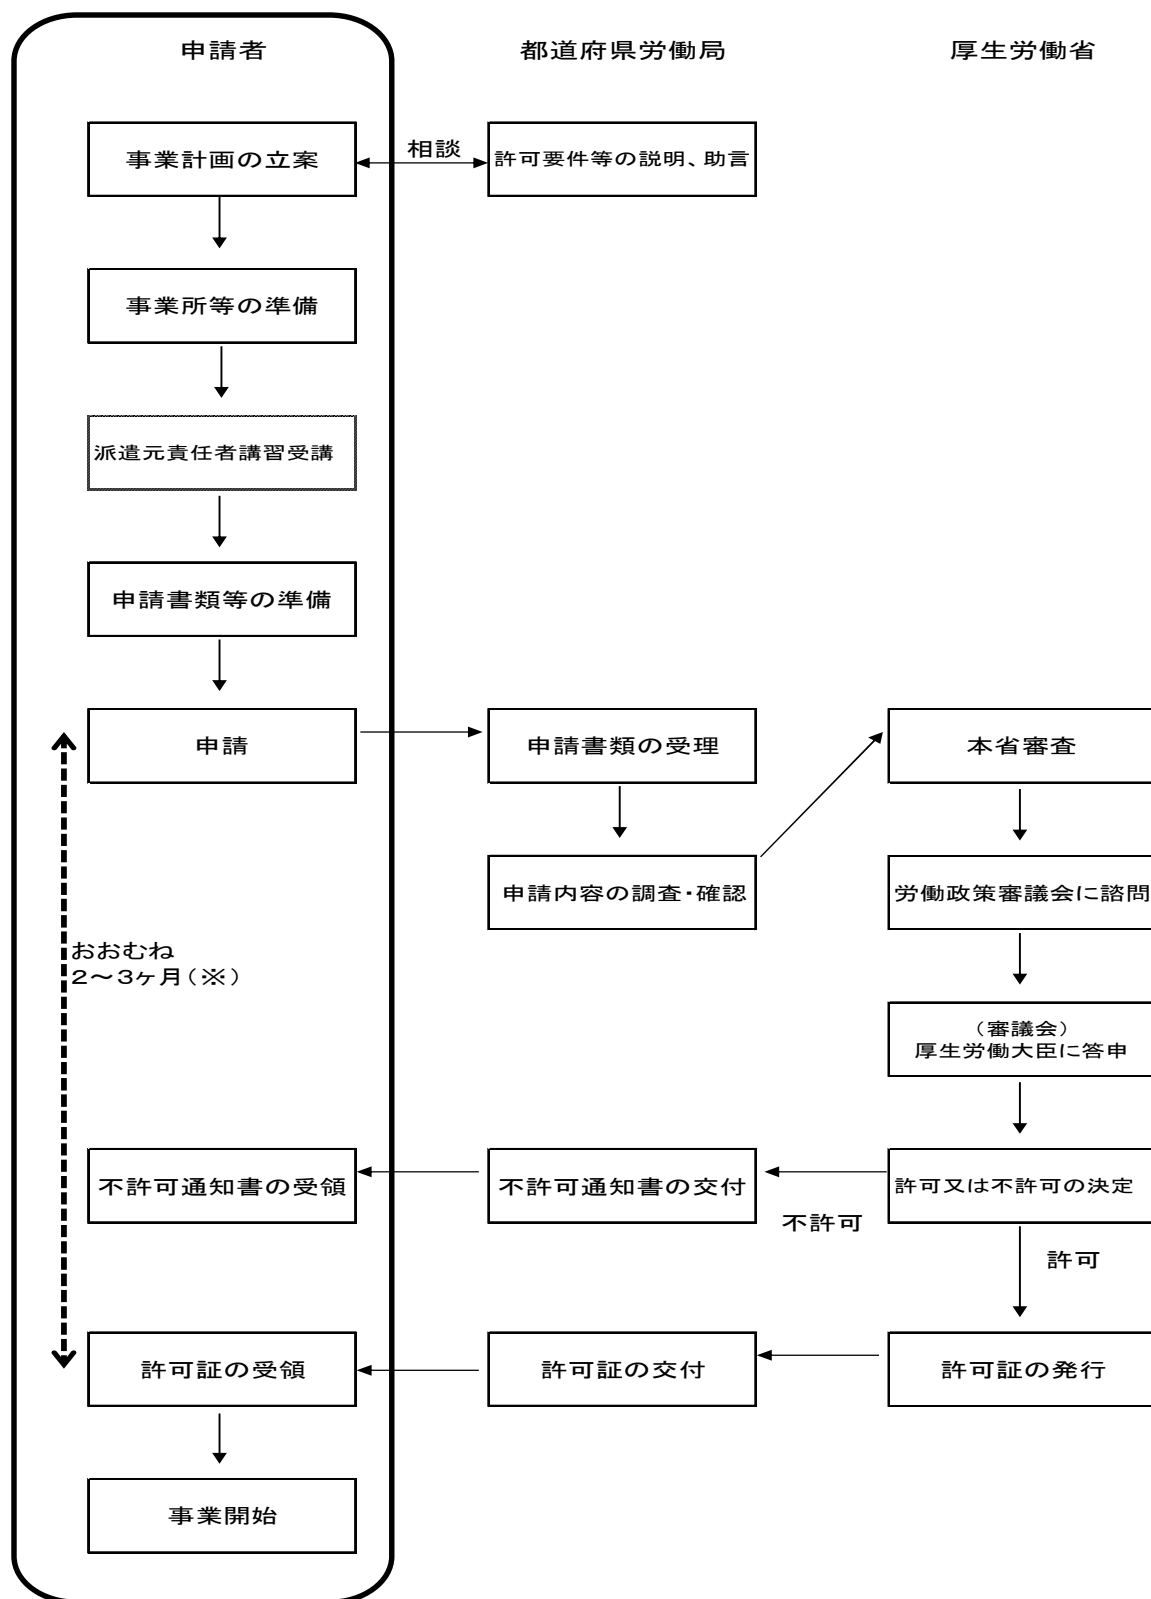 申請者
都道府県労働局
厚生労働省
事業計画の立案
相談
許可要件等の説明、助言
事業所等の準備
派遣元責任者講習受講
申請書類等の準備
申請
申請書類の受理
本省審査
申請内容の調査・確認
労働政策審議会に諮問
おおむね
2～3ヶ月(※)
(審議会)
厚生労働大臣に答申
不許可通知書の受領
不許可通知書の交付
許可又は不許可の決定
不許可
許可
許可証の受領
許可証の交付
許可証の発行
事業開始